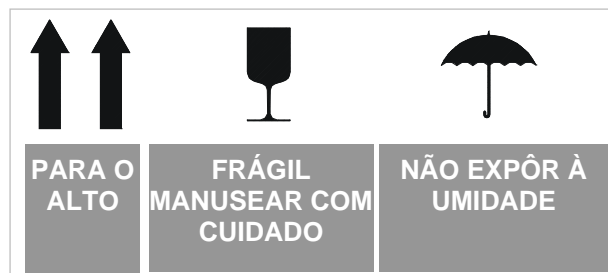 PARA O
ALTO
FRÁGIL
MANUSEAR COM
CUIDADO
NÃO EXPÔR À
UMIDADE